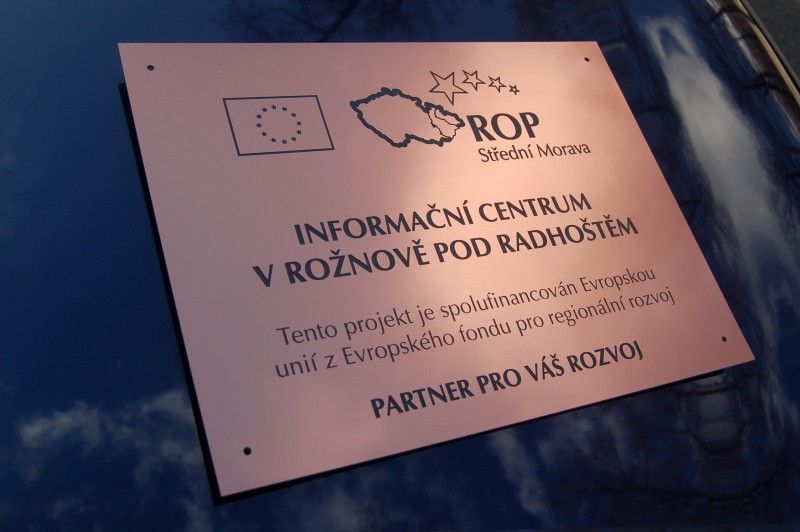 ROP
Střední Morava
INFORMAČNÍ CENTRUM
V ROŽNOVĚ POD RADHOŠTĚM
Tento projekt je spolufinancován Evropskou
unií z Evropského fondu pro regionální rozvoj
PARTNER PRO VÁŠ ROZVOJ